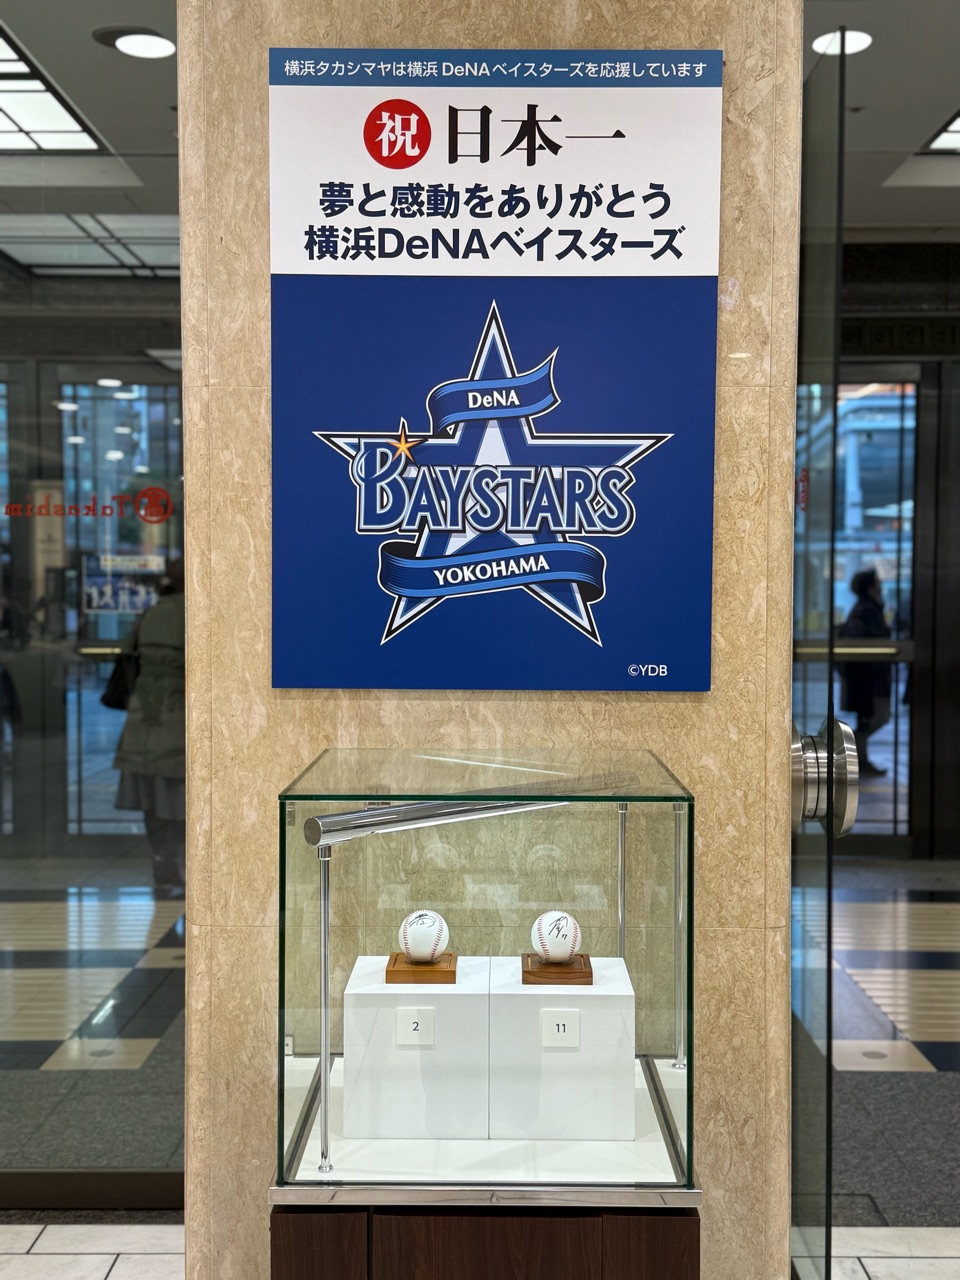 横浜タカシマヤは横浜DeNAベイスターズを応援しています
祝 日本一
夢と感動をありがとう
横浜DeNAベイスターズ
DeNA
BAYSTARS
YOKOHAMA
©YDB
Takashim
2
11